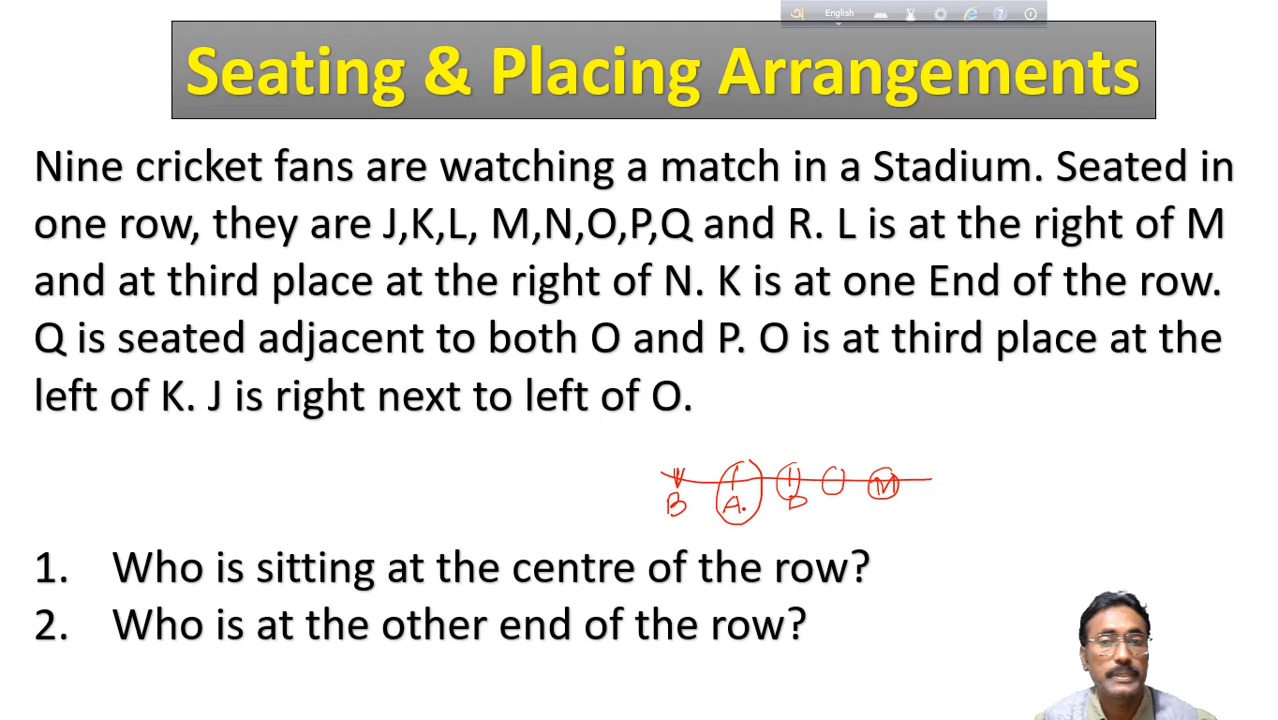 English
Seating & Placing Arrangements
Nine cricket fans are watching a match in a Stadium. Seated in
one row, they are J,K,L, M,N,O,P,Q and R. L is at the right of M
and at third place at the right of N. K is at one End of the row.
Q is seated adjacent to both O and P. O is at third place at the
left of K. J is right next to left of O.
B A. D M
1. Who is sitting at the centre of the row?
2. Who is at the other end of the row?